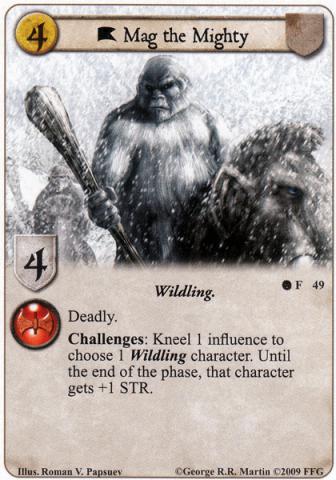 4 Mag the Mighty
4
Wildling.
F 49
Deadly.
Challenges: Kneel 1 influence to
choose 1 Wildling character. Until
the end of the phase, that character
gets +1 STR.
Illus. Roman V. Papsuev ©George R.R. Martin ©2009 FFG